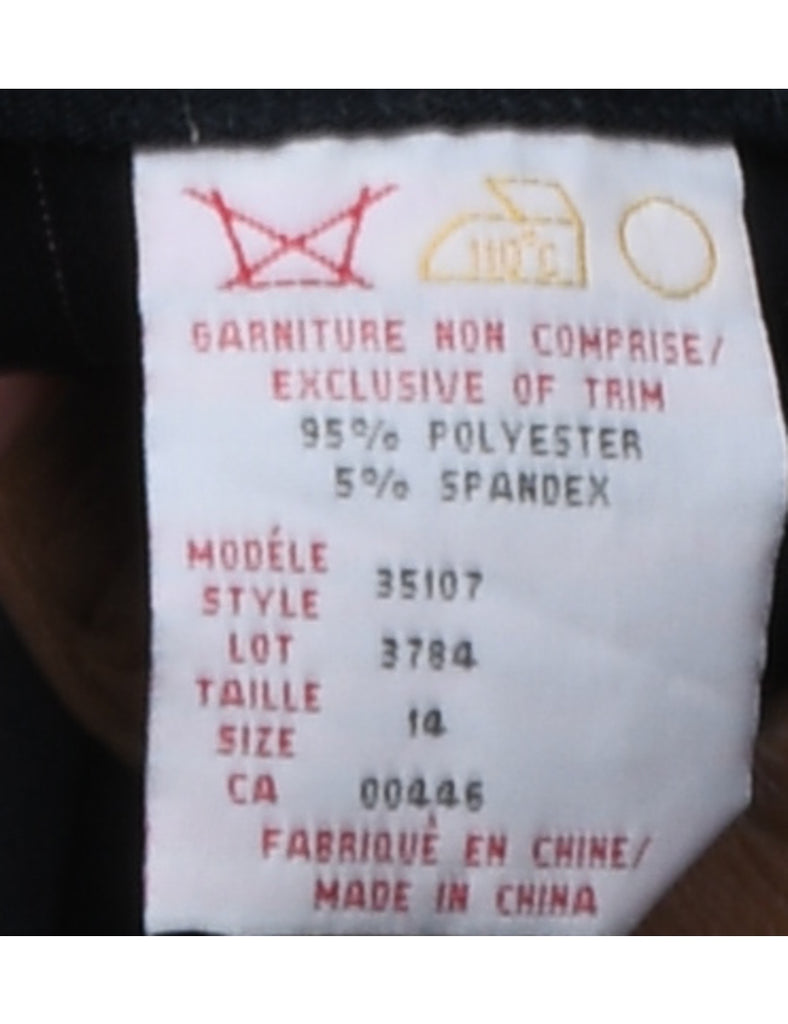 110°C
GARNITURE NON COMPRISE/
EXCLUSIVE OF TRIM
95% POLYESTER
5% SPANDEX
MODÉLE
STYLE 35107
LOT 3784
TAILLE
SIZE 14
CA 00446
FABRIQUÉ EN CHINE/
MADE IN CHINA